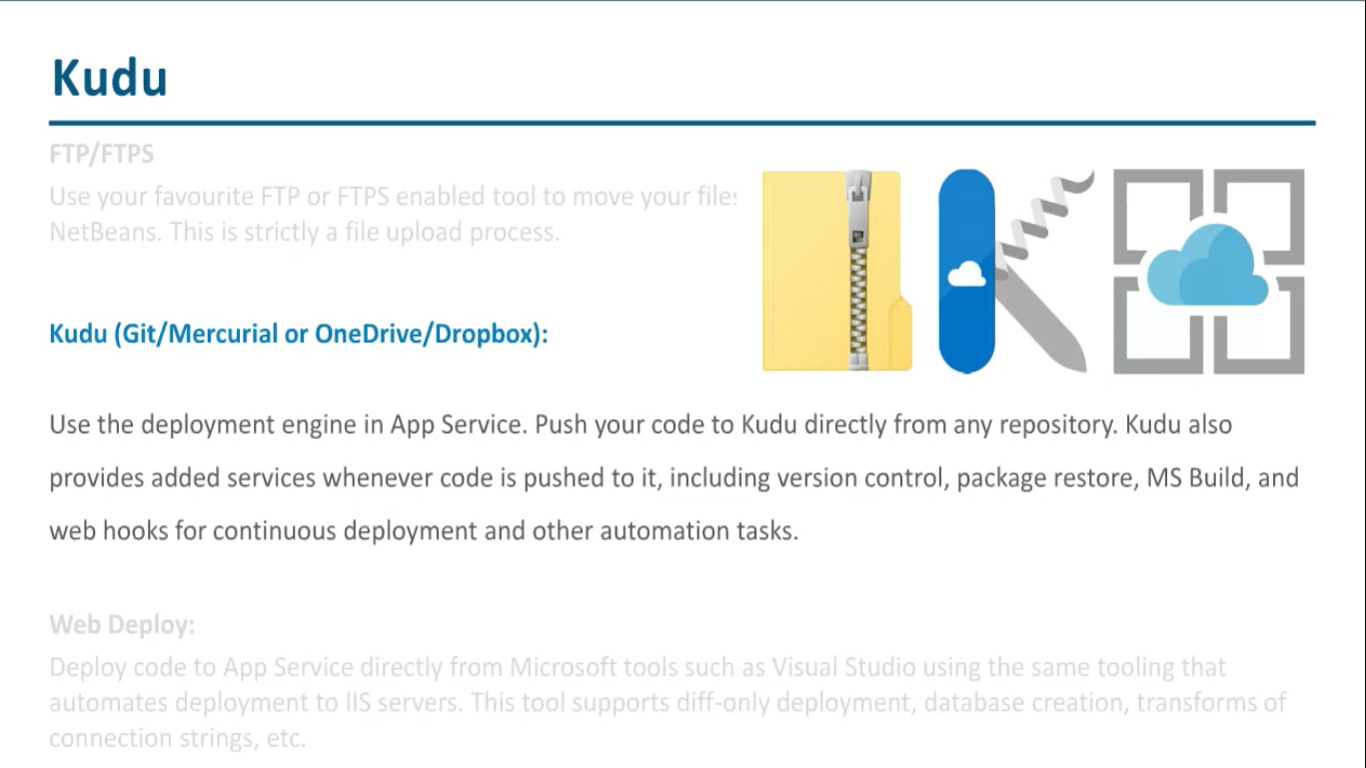 Kudu
FTP/FTPS
Use your favourite FTP or FTPS enabled tool to move your files
NetBeans. This is strictly a file upload process.
Kudu (Git/Mercurial or OneDrive/Dropbox):
Use the deployment engine in App Service. Push your code to Kudu directly from any repository. Kudu also
provides added services whenever code is pushed to it, including version control, package restore, MS Build, and
web hooks for continuous deployment and other automation tasks.
Web Deploy:
Deploy code to App Service directly from Microsoft tools such as Visual Studio using the same tooling that
automates deployment to IIS servers. This tool supports diff-only deployment, database creation, transforms of
connection strings, etc.